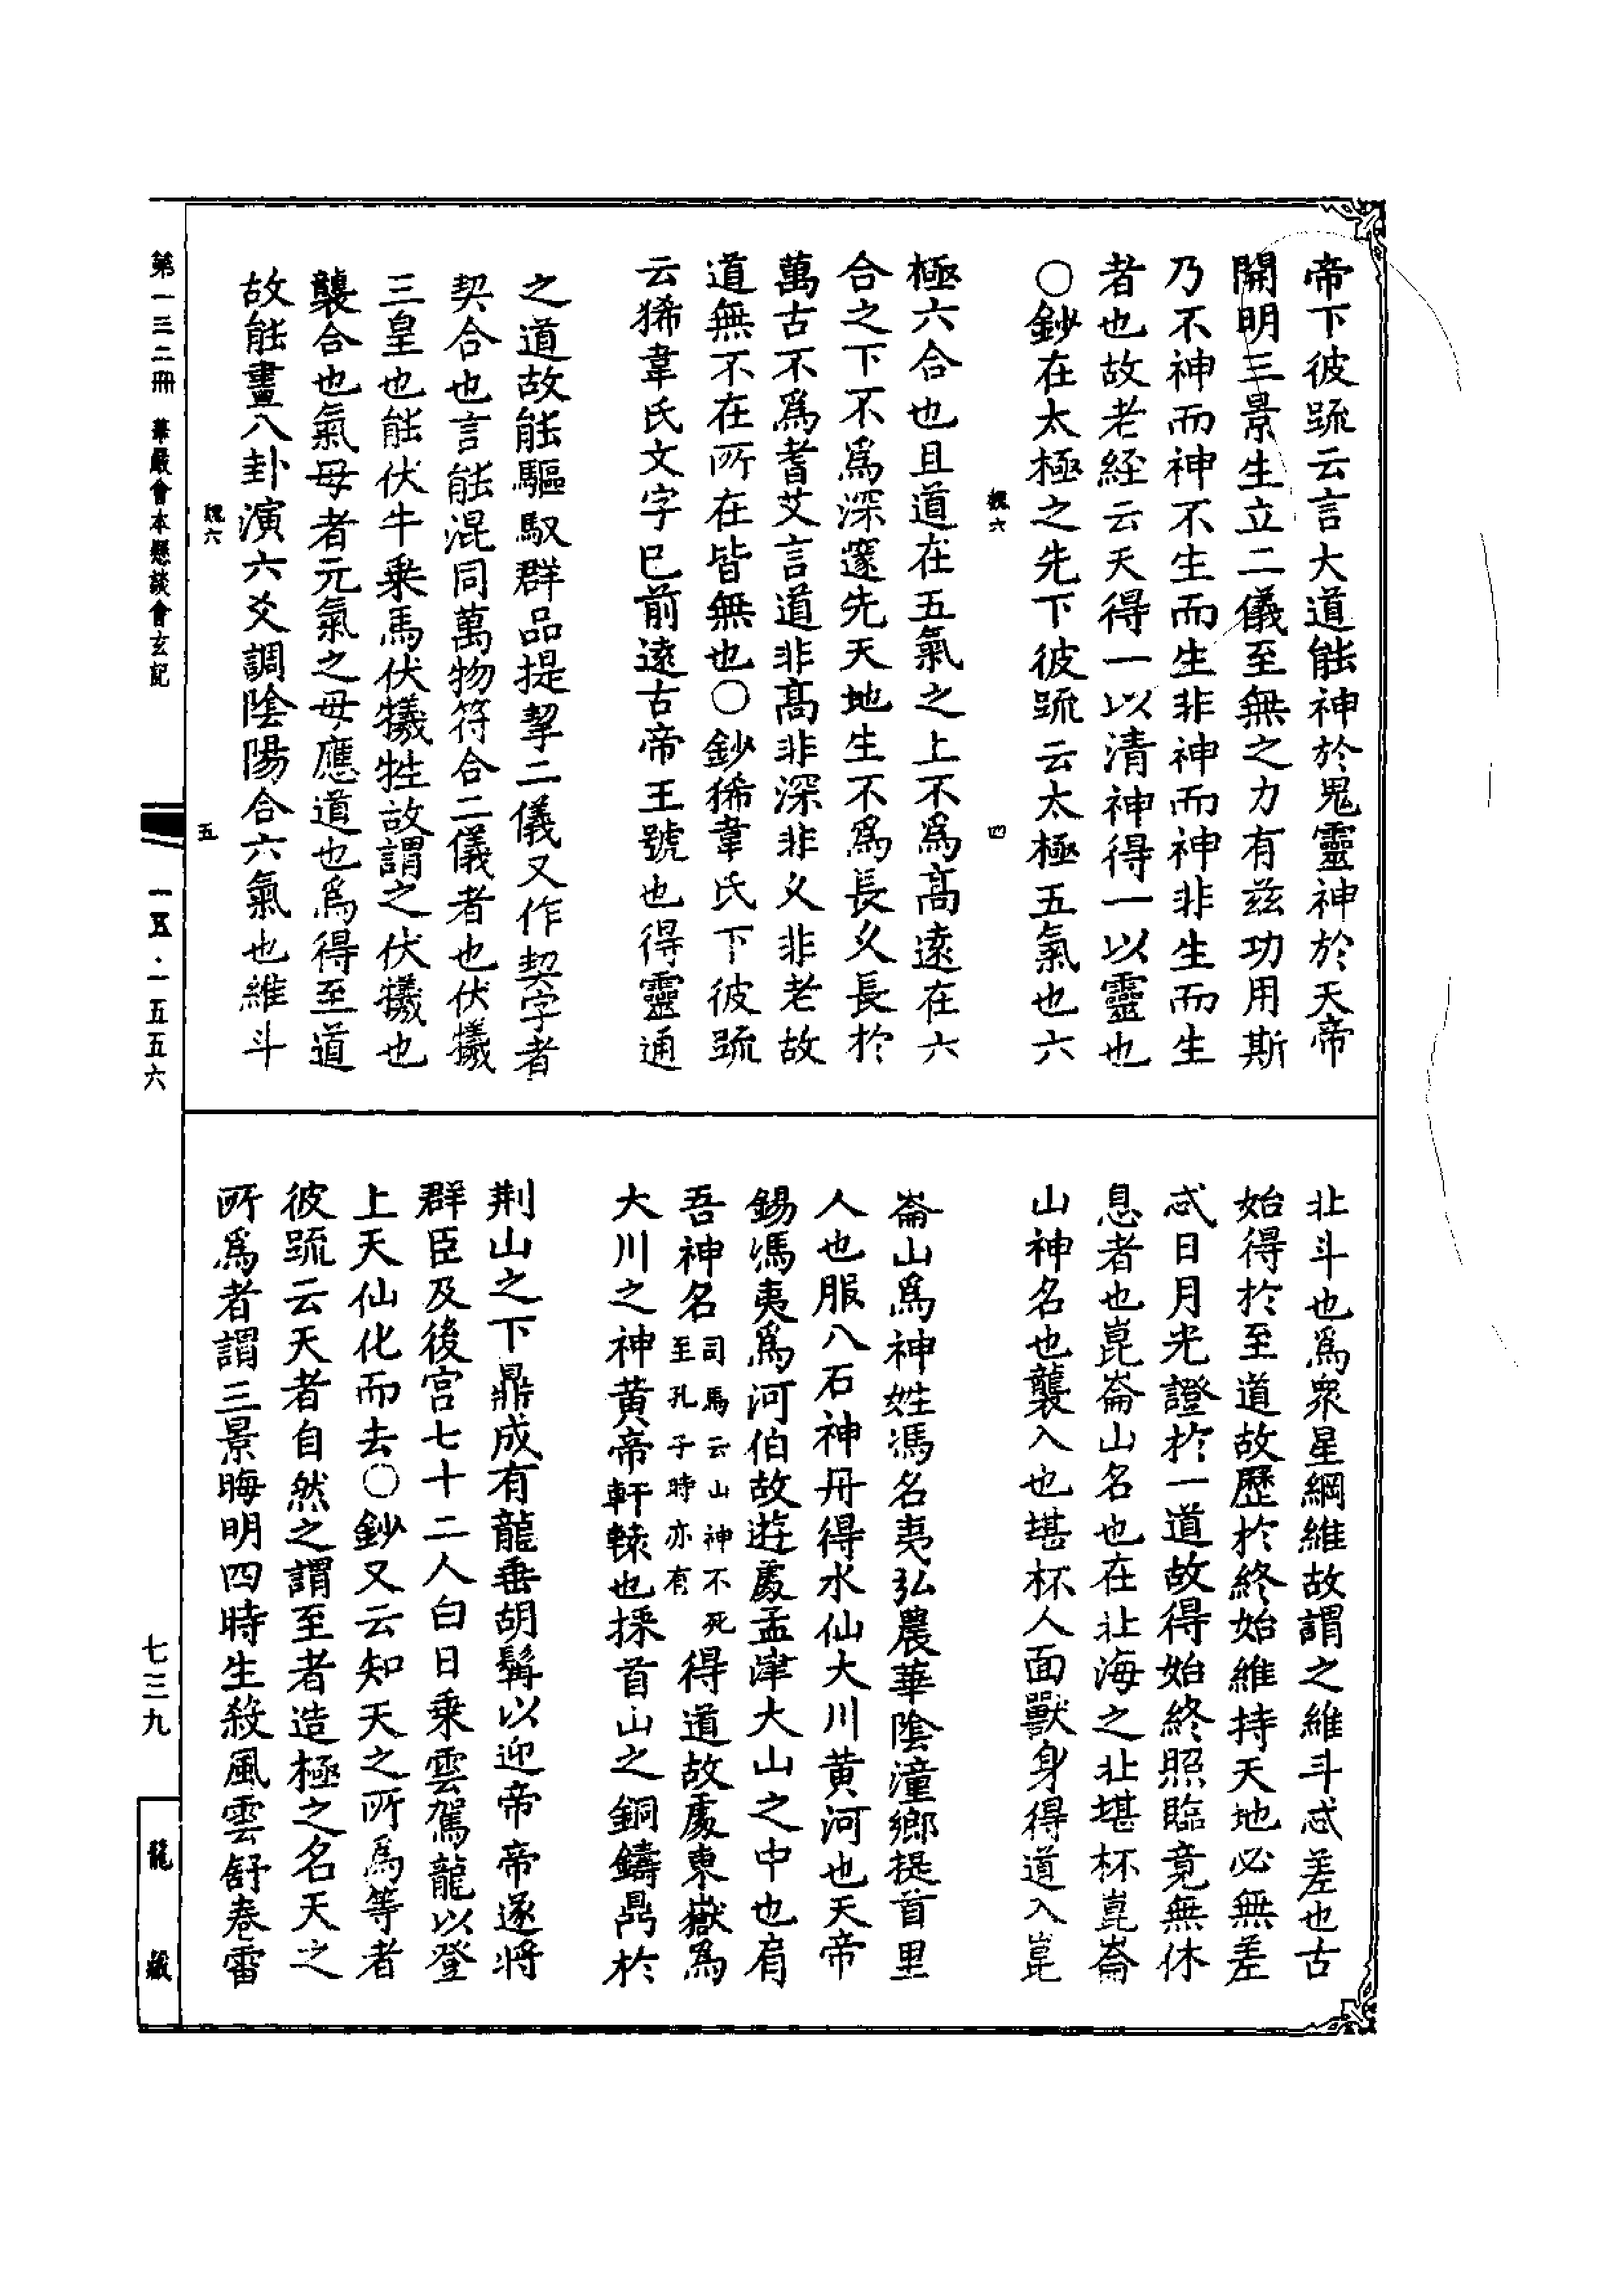 帝下彼䟽云言大道能神於鬼靈神於天帝
開明三景生立二儀至無之力有兹功用斯
乃不神而神不生而生非神而神非生而生
者也故老經云天得一以清神得一以靈也
〇鈔在太極之先下彼䟽云太極五氣也六
魏六
四
極六合也且道在五氣之上不爲高遠在六
合之下不爲深邃先天地生不爲長久長於
萬古不爲耆艾言道非高非深非久非老故
道無不在所在皆無也〇鈔狶韋氏下彼䟽
云狶韋氏文字已前遠古帝王號也得靈通
之道故能驅馭群品提挈二儀又作契字者
契合也言能混同萬物符合二儀者也伏犧
三皇也能伏牛乘馬伏犧牲故謂之伏犧也
襲合也氣母者元氣之母應道也爲得至道
故能畫八卦演六爻調陰陽合六氣也維斗
魏六
五
北斗也爲衆星綱維故謂之維斗忒差也古
始得於至道故歷於終始維持天地必無差
忒日月光證於一道故得始終照臨竟無休
息者也崑崙山名也在北海之北堪杯崑崙
山神名也襲入也堪杯人面獸身得道入崑
崙山爲神姓馮名夷弘農華陰潼鄉提首里
人也服八石神丹得水仙大川黄河也天帝
錫馮夷爲河伯故遊處孟津大山之中也肩
吾神名司馬云山神不死至孔子時亦有得道故處東嶽爲
大川之神黄帝軒轅也採首山之銅鑄鼎於
荆山之下鼎成有龍垂胡髯以迎帝帝遂將
群臣及後宮七十二人白日乘雲駕龍以登
上天仙化而去〇鈔又云知天之所爲等者
彼䟽云天者自然之謂至者造極之名天之
所爲者謂三景晦明四時生殺風雲舒卷雷
第一三二冊 華嚴會本懸談會玄記
一五·一五五六
七三九
龍藏